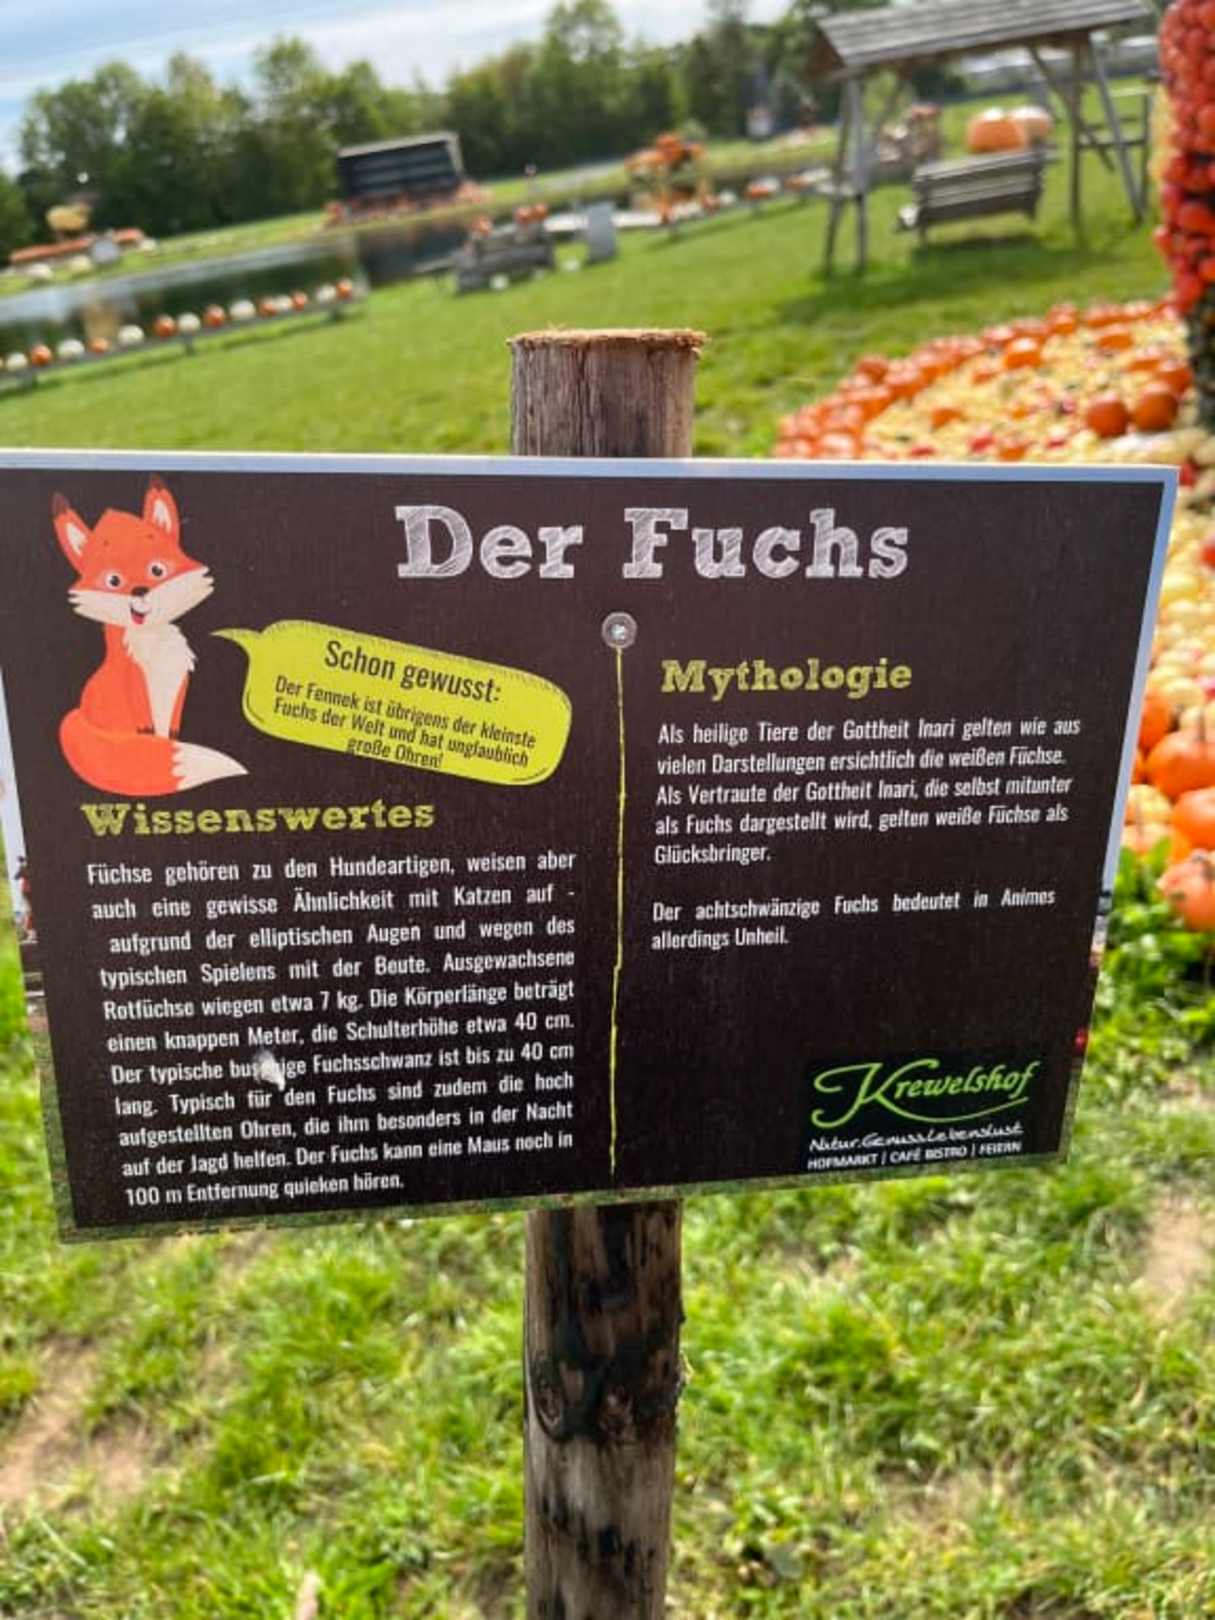 Der Fuchs
Schon gewusst:
Der Fennek ist übrigens der kleinste
Fuchs der Welt und hat unglaublich
große Ohren!
Wissenswertes
Füchse gehören zu den Hundeartigen, weisen aber
auch eine gewisse Ähnlichkeit mit Katzen auf -
aufgrund der elliptischen Augen und wegen des
typischen Spielens mit der Beute. Ausgewachsene
Rotfüchse wiegen etwa 7 kg. Die Körperlänge beträgt
einen knappen Meter, die Schulterhöhe etwa 40 cm.
Der typische Fuchsschwanz ist bis zu 40 cm
lang. Typisch für den Fuchs sind zudem die hoch
aufgestellten Ohren, die ihm besonders in der Nacht
auf der Jagd helfen. Der Fuchs kann eine Maus noch in
100 m Entfernung quieken hören.
Mythologie
Als heilige Tiere der Gottheit Inari gelten wie aus
vielen Darstellungen ersichtlich die weißen Füchse.
Als Vertraute der Gottheit Inari, die selbst mitunter
als Fuchs dargestellt wird, gelten weiße Füchse als
Glücksbringer.
Der achtschwänzige Fuchs bedeutet in Animes
allerdings Unheil.
Krewelshof
Natur.Genuss.Lebenslust
HOFMARKT | CAFÉ BISTRO | FEIERN